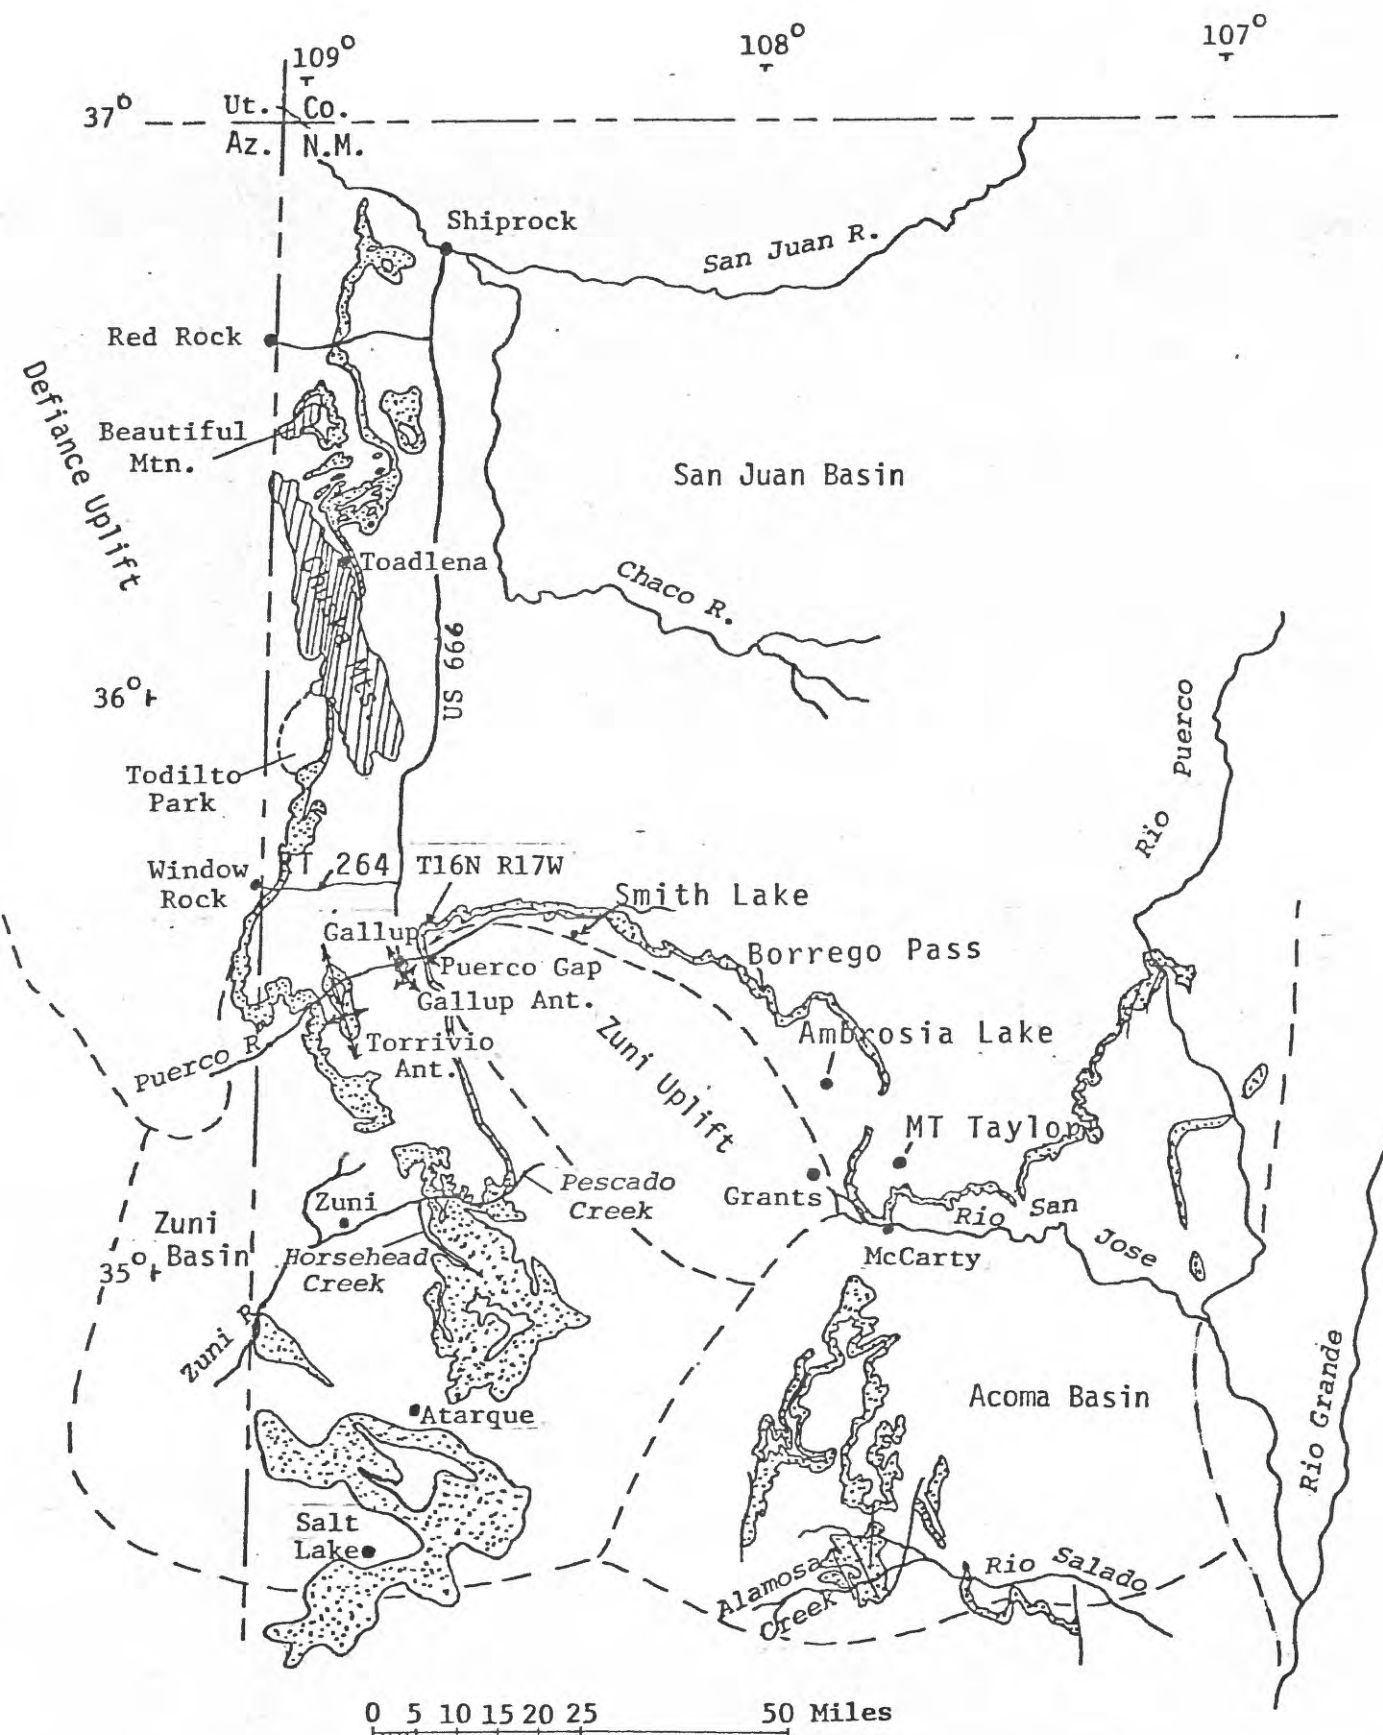 109°
108°
107°
37°
Ut. Co.
Az. N.M.
Shiprock
San Juan R.
Red Rock
Defiance Uplift
Beautiful
Mtn.
San Juan Basin
Toadlena
Chaco R.
US 666
36°
Rio Puerco
Todilto
Park
Window
Rock
264
T16N R17W
Smith Lake
Gallup
Puerco Gap
Borrego Pass
Gallup Ant.
Ambrosia Lake
Zuni Uplift
Torrivio
Ant.
Puerco R.
MT Taylor
Pescado
Creek
Grants
Zuni
Rio San Jose
Zuni
Basin
McCarty
Horsehead
Creek
35°
Zuni R.
Acoma Basin
Rio Grande
Atarque
Salt
Lake
Alamosa
Creek
Rio Salado
0 5 10 15 20 25 50 Miles